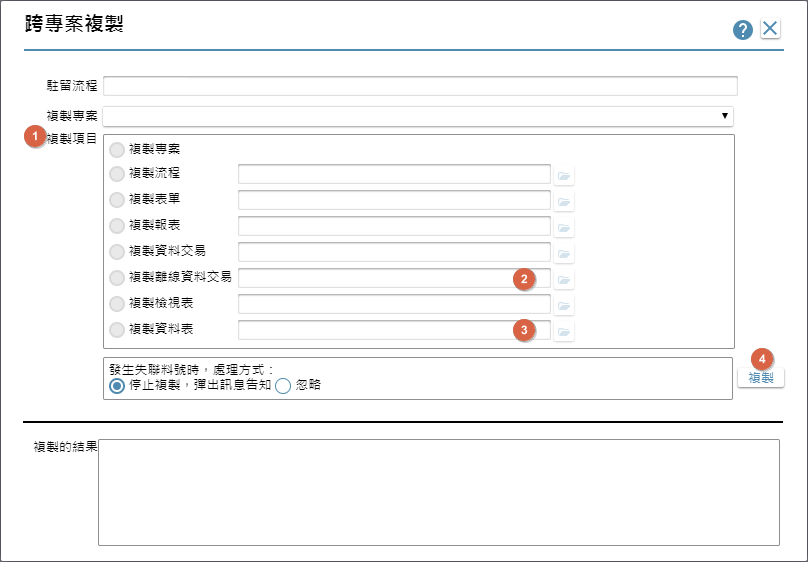 跨專案複製
?
駐留流程
複製專案
1 複製項目
複製專案
複製流程
複製表單
複製報表
複製資料交易
複製離線資料交易 2
複製檢視表
複製資料表 3
發生失聯料號時，處理方式：
停止複製，彈出訊息告知 忽略
4
複製
複製的結果